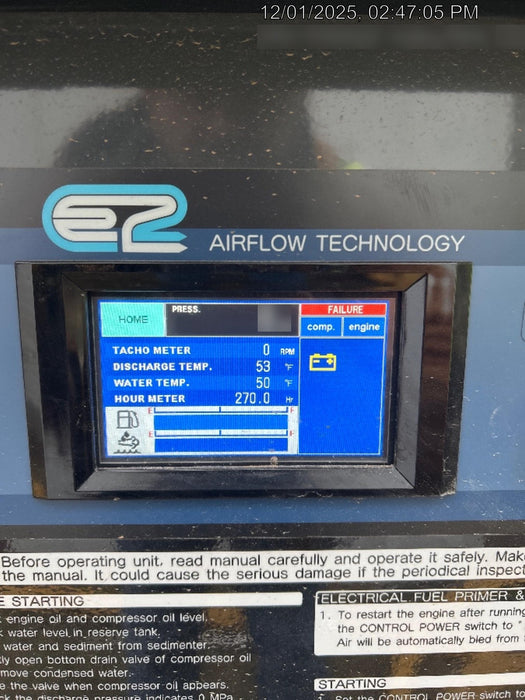 12/01/2025, 02:47:05 PM
E2
AIRFLOW TECHNOLOGY
HOME
PRESS.
FAILURE
comp. engine
TACHO METER 0 RPM
DISCHARGE TEMP. 53 °F
WATER TEMP. 50 °F
HOUR METER 270.0 Hr
E F
E F
Before operating unit, read manual carefully and operate it safely. Mak
the manual. It could cause the serious damage if the periodical inspect
E STARTING
engine oil and compressor oil level.
water level in reserve tank.
water and sediment from sedimenter.
ly open bottom drain valve of compressor oil
move condensed water.
e the valve when compressor oil appears.
ck the discharge pressure indicates 0 MPa
ELECTRICAL FUEL PRIMER &
1. To restart the engine after running
the CONTROL POWER switch to "
Air will be automatically bled from
STARTING
1. Set the CONTROL POWER switch to